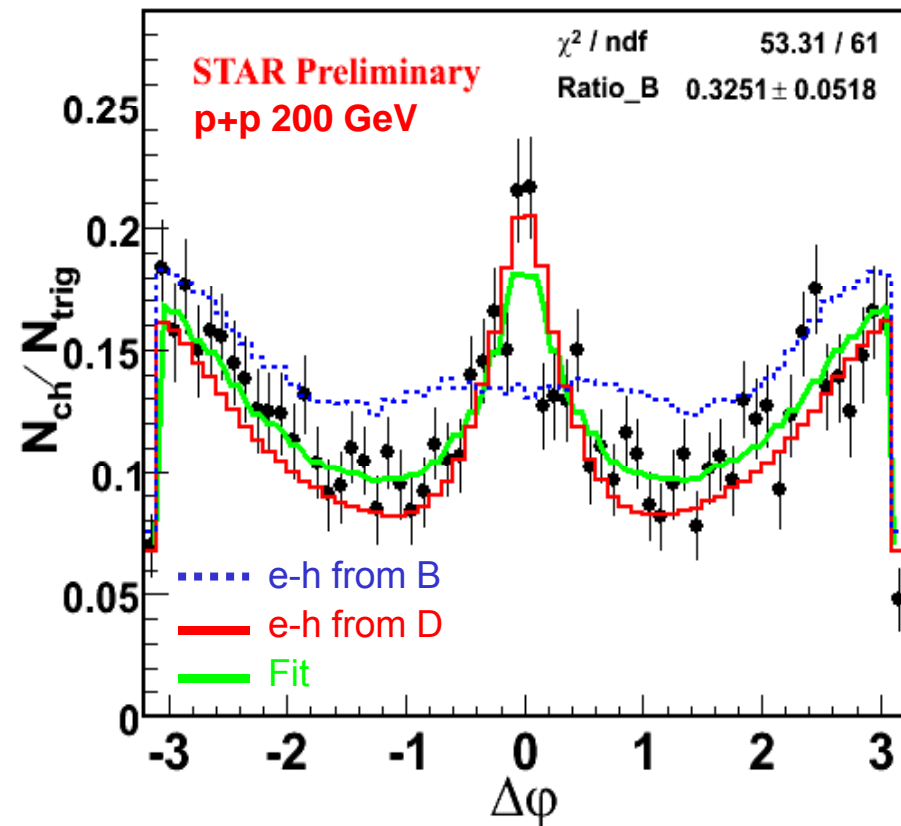 STAR Preliminary
p+p 200 GeV
χ² / ndf 53.31 / 61
Ratio_B 0.3251 ± 0.0518
N_ch / N_trig
0.25
0.2
0.15
0.1
0.05
0
e-h from B
e-h from D
Fit
-3 -2 -1 0 1 2 3
Δφ